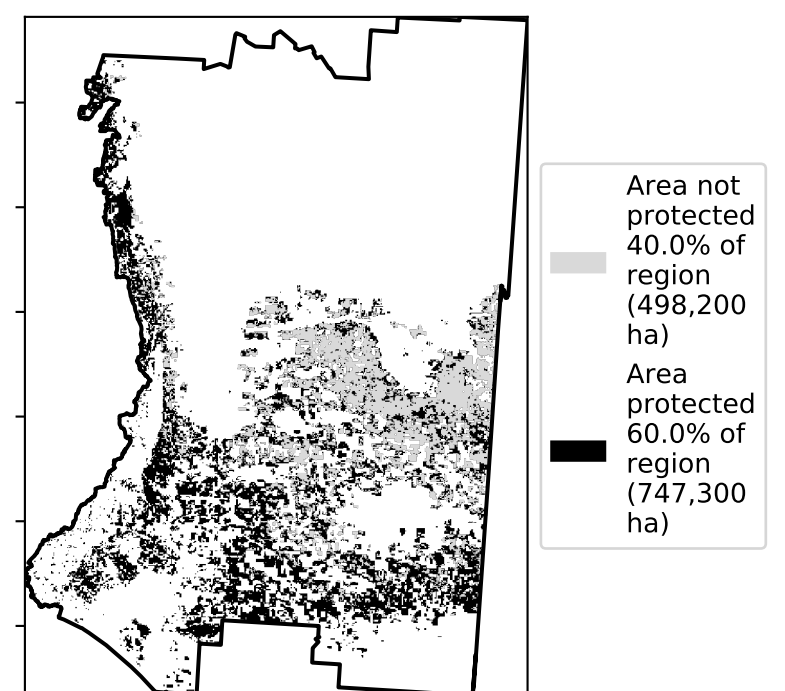 Area not
protected
40.0% of
region
(498,200
ha)
Area
protected
60.0% of
region
(747,300
ha)